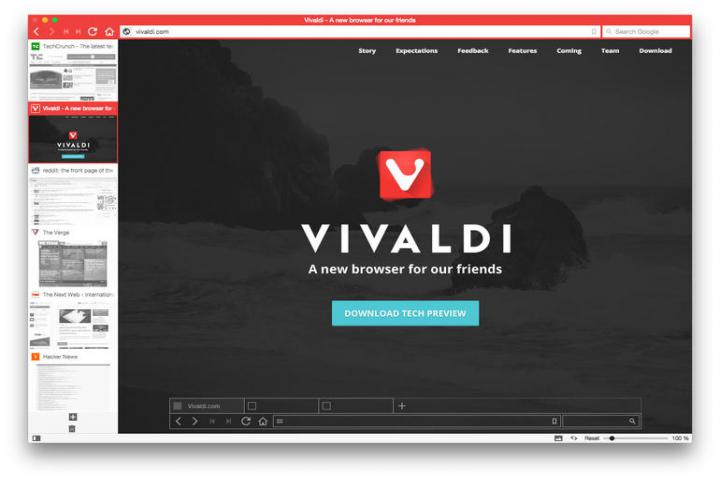 Vivaldi - A new browser for our friends
vivaldi.com
Search Google
TechCrunch - The latest te
Story Expectations Feedback Features Coming Team Download
Vivaldi - A new browser for
VIVALDI
reddit: the front page of the
The Verge
The Next Web - Internation
Hacker News
VIVALDI
A new browser for our friends
DOWNLOAD TECH PREVIEW
Vivaldi.com
Reset 100 %